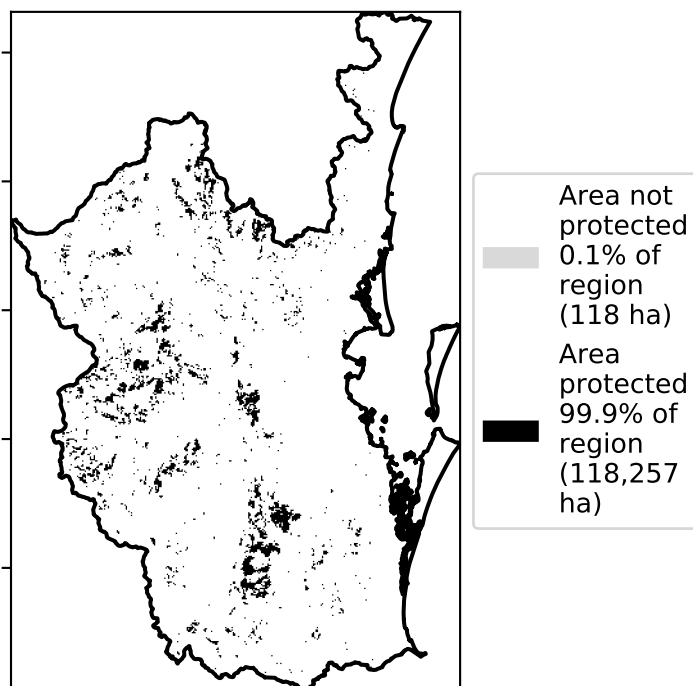 Area not
protected
0.1% of
region
(118 ha)
Area
protected
99.9% of
region
(118,257
ha)